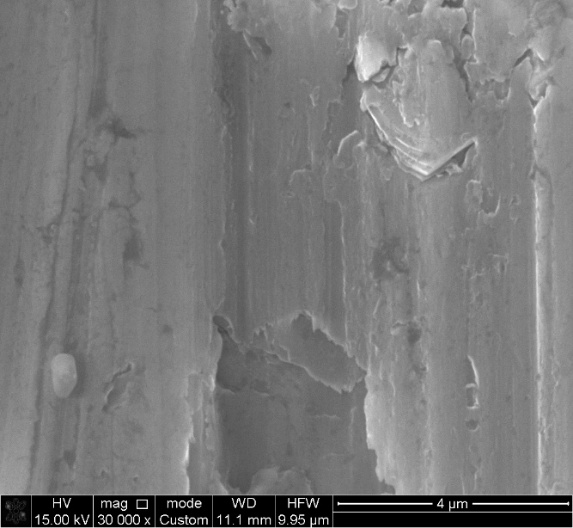 HV mag □ mode WD HFW
15.00 kV 30 000 x Custom 11.1 mm 9.95 µm
4 µm